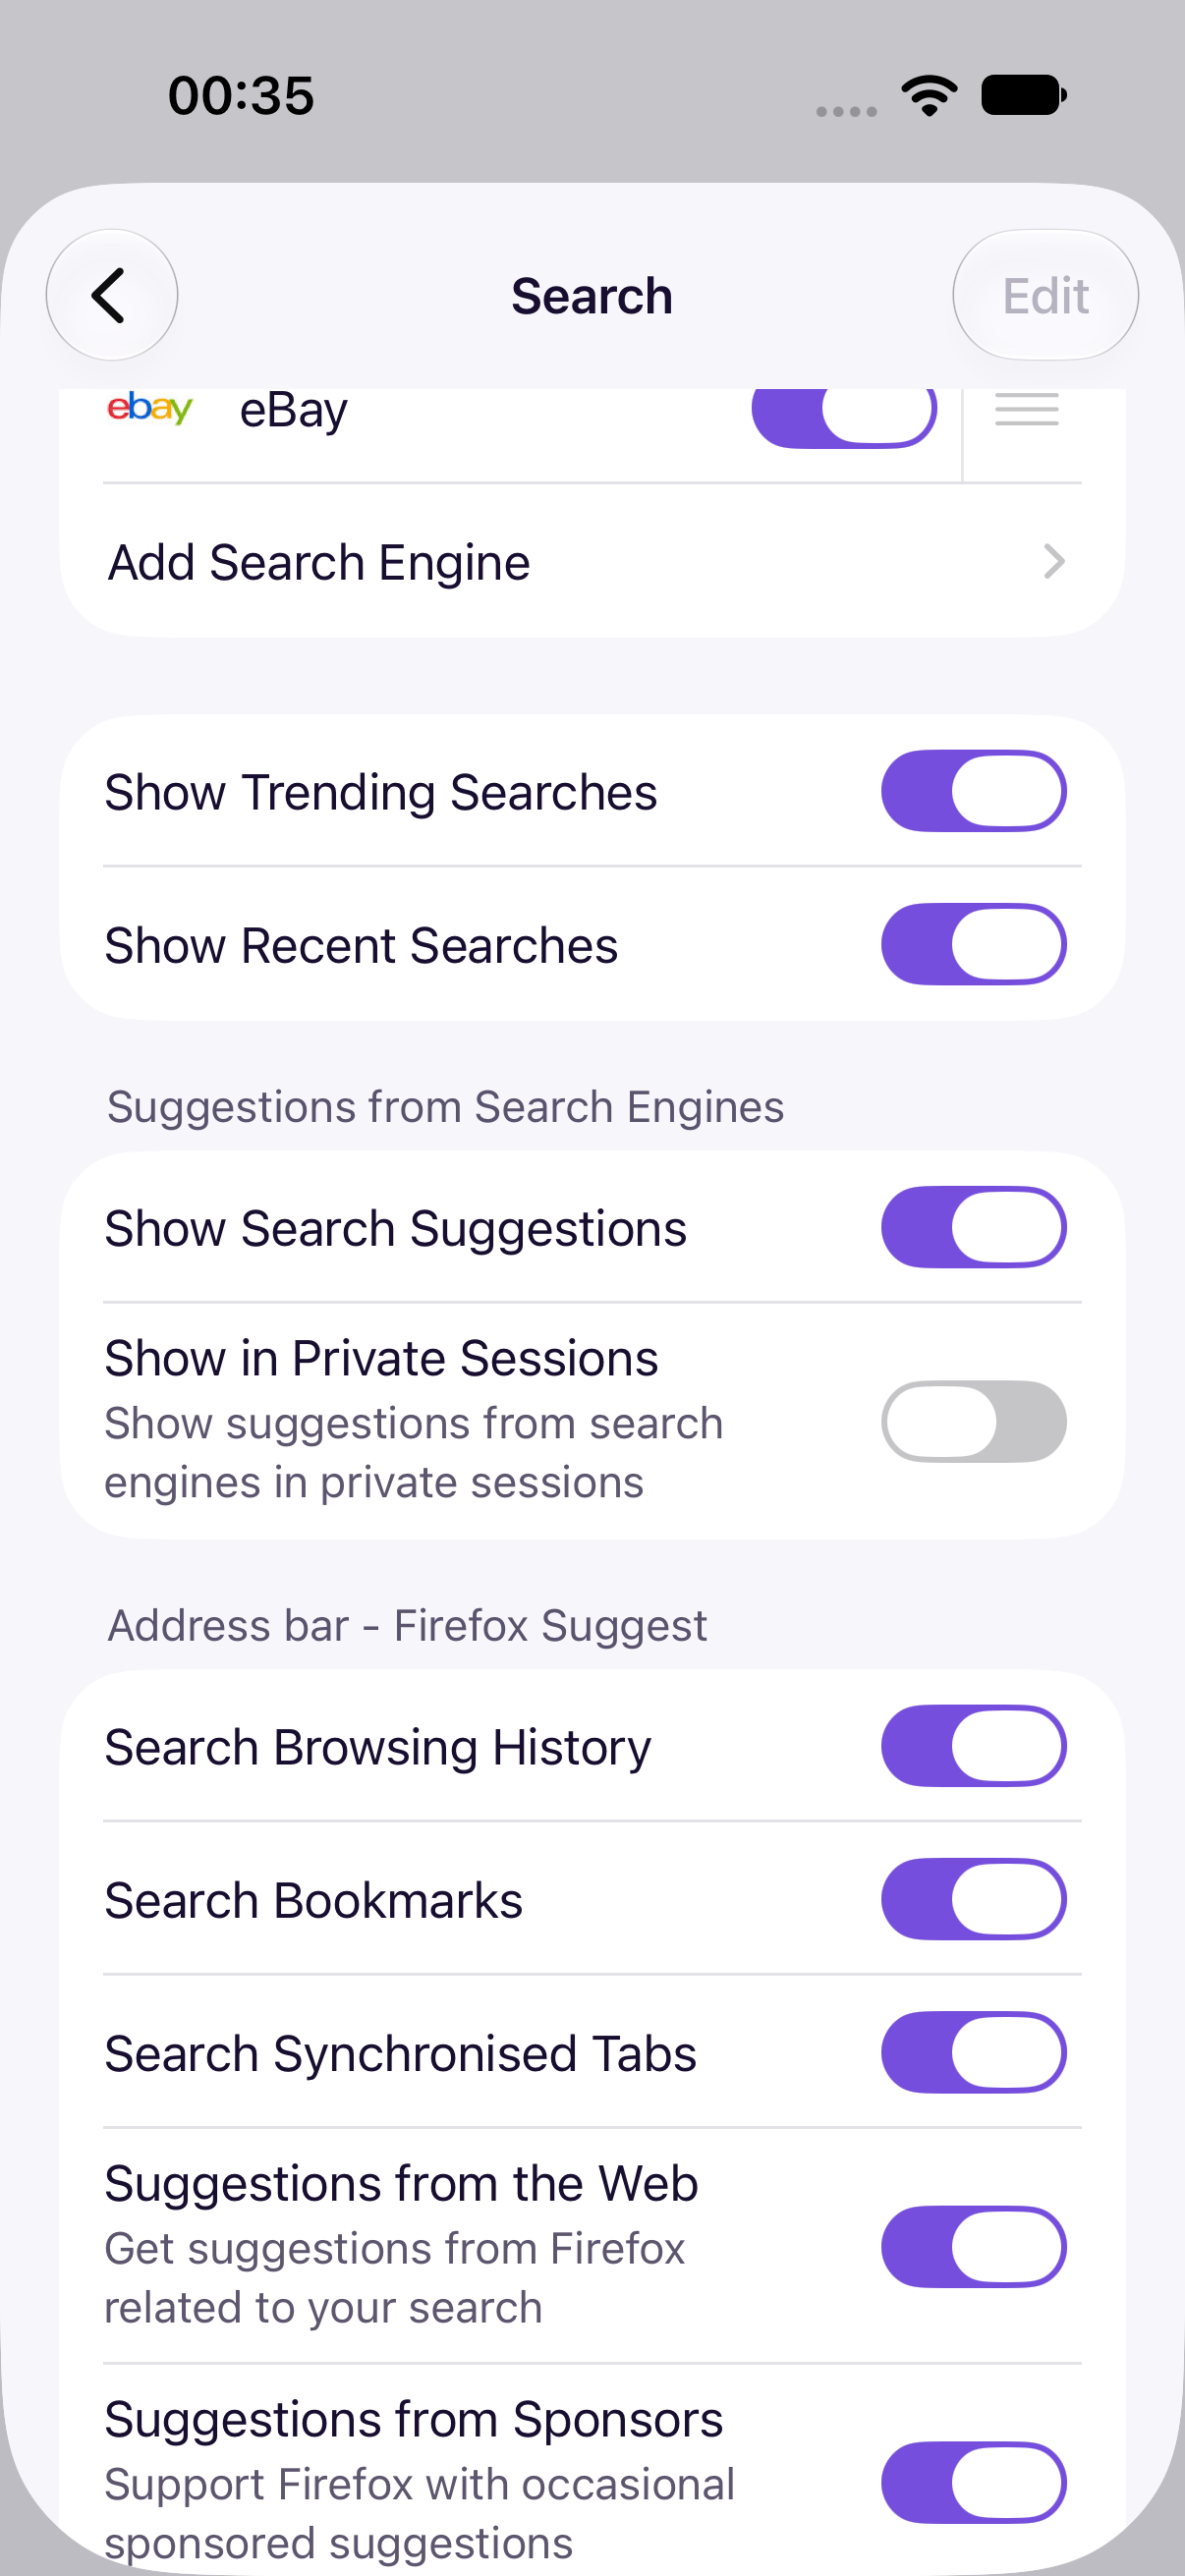 00:35
Search
Edit
ebay
eBay
Add Search Engine
Show Trending Searches
Show Recent Searches
Suggestions from Search Engines
Show Search Suggestions
Show in Private Sessions
Show suggestions from search
engines in private sessions
Address bar - Firefox Suggest
Search Browsing History
Search Bookmarks
Search Synchronised Tabs
Suggestions from the Web
Get suggestions from Firefox
related to your search
Suggestions from Sponsors
Support Firefox with occasional
sponsored suggestions